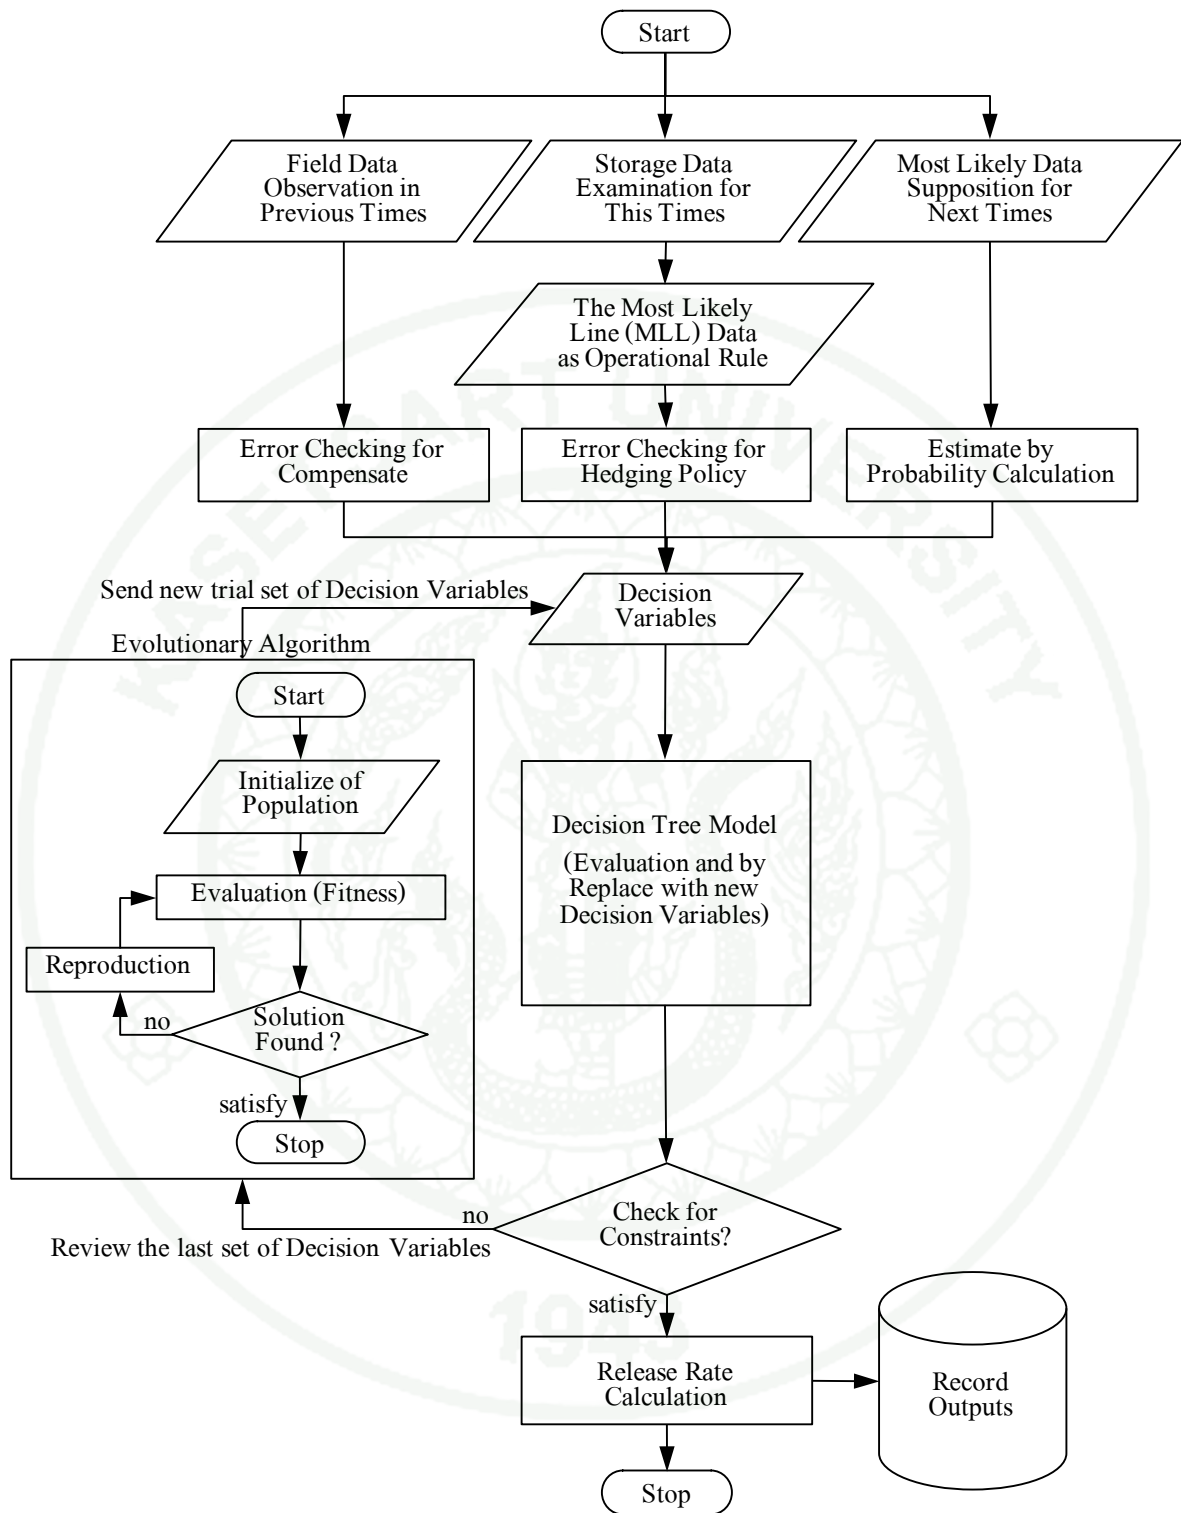 Start
Field Data
Observation in
Previous Times
Storage Data
Examination for
This Times
Most Likely Data
Supposition for
Next Times
The Most Likely
Line (MLL) Data
as Operational Rule
Error Checking for
Compensate
Error Checking for
Hedging Policy
Estimate by
Probability Calculation
Send new trial set of Decision Variables
Decision
Variables
Evolutionary Algorithm
Start
Initialize of
Population
Evaluation (Fitness)
Reproduction
no
Solution
Found ?
satisfy
Stop
Decision Tree Model
(Evaluation and by
Replace with new
Decision Variables)
no
Check for
Constraints?
Review the last set of Decision Variables
satisfy
Release Rate
Calculation
Record
Outputs
Stop
KASETSART UNIVERSITY
1943